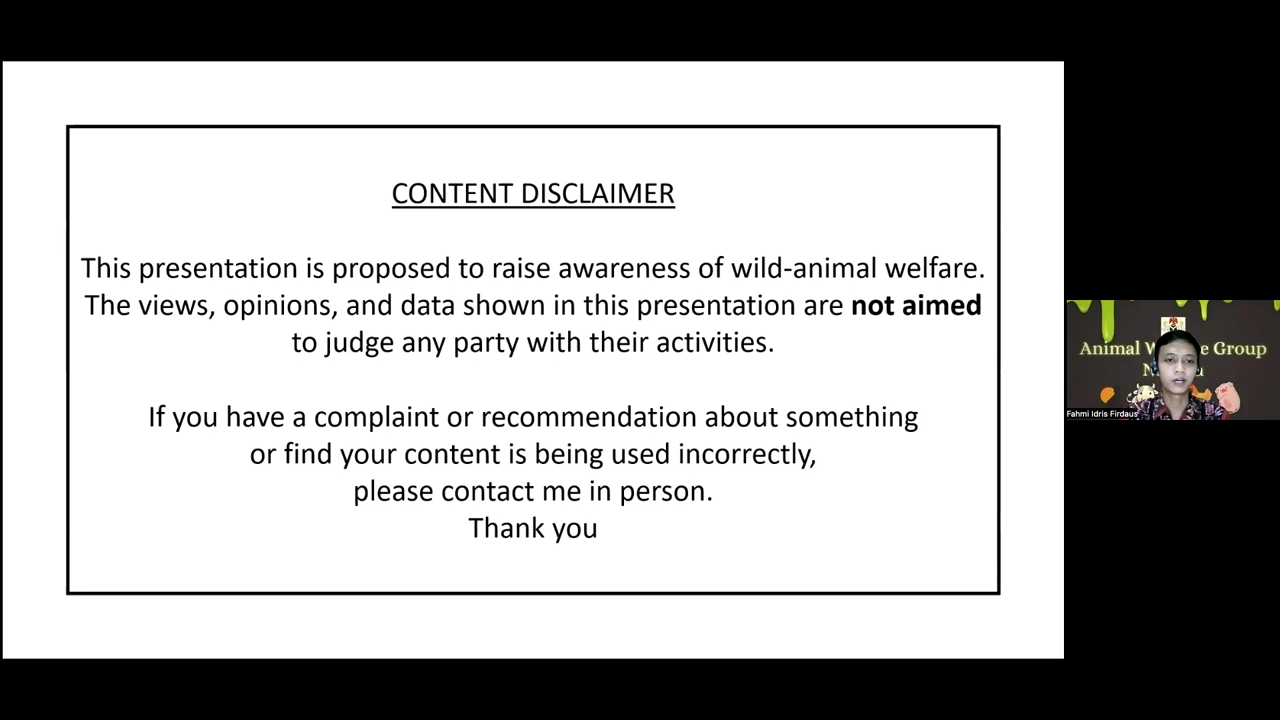 CONTENT DISCLAIMER
This presentation is proposed to raise awareness of wild-animal welfare.
The views, opinions, and data shown in this presentation are not aimed
to judge any party with their activities.
If you have a complaint or recommendation about something
or find your content is being used incorrectly,
please contact me in person.
Thank you
Animal Group
Fahmi Idris Firdaus